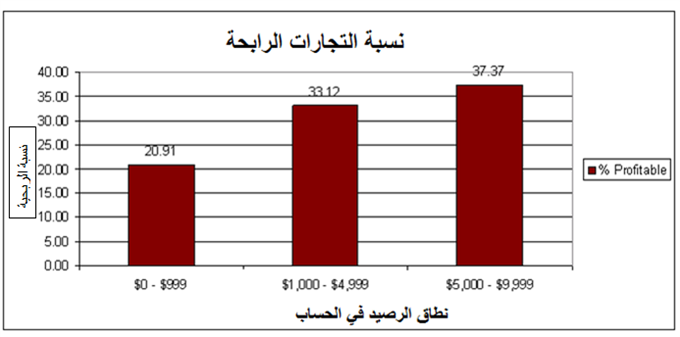 نسبة التجارات الرابحة
40.00
35.00
30.00
25.00
20.00
15.00
10.00
5.00
0.00
نسبة الربحية
20.91
33.12
37.37
$0 - $999
$1,000 - $4,999
$5,000 - $9,999
نطاق الرصيد في الحساب
% Profitable